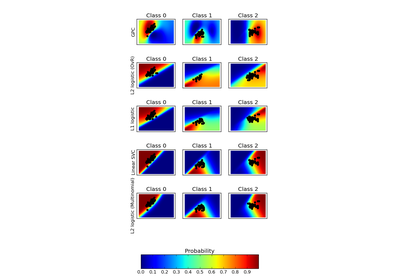 Class 0 Class 1 Class 2
GPC
Class 0 Class 1 Class 2
L2 logistic (OvR)
Class 0 Class 1 Class 2
L1 logistic
Class 0 Class 1 Class 2
Linear SVC
Class 0 Class 1 Class 2
L2 logistic (Multinomial)
Probability
0.0 0.1 0.2 0.3 0.4 0.5 0.6 0.7 0.8 0.9